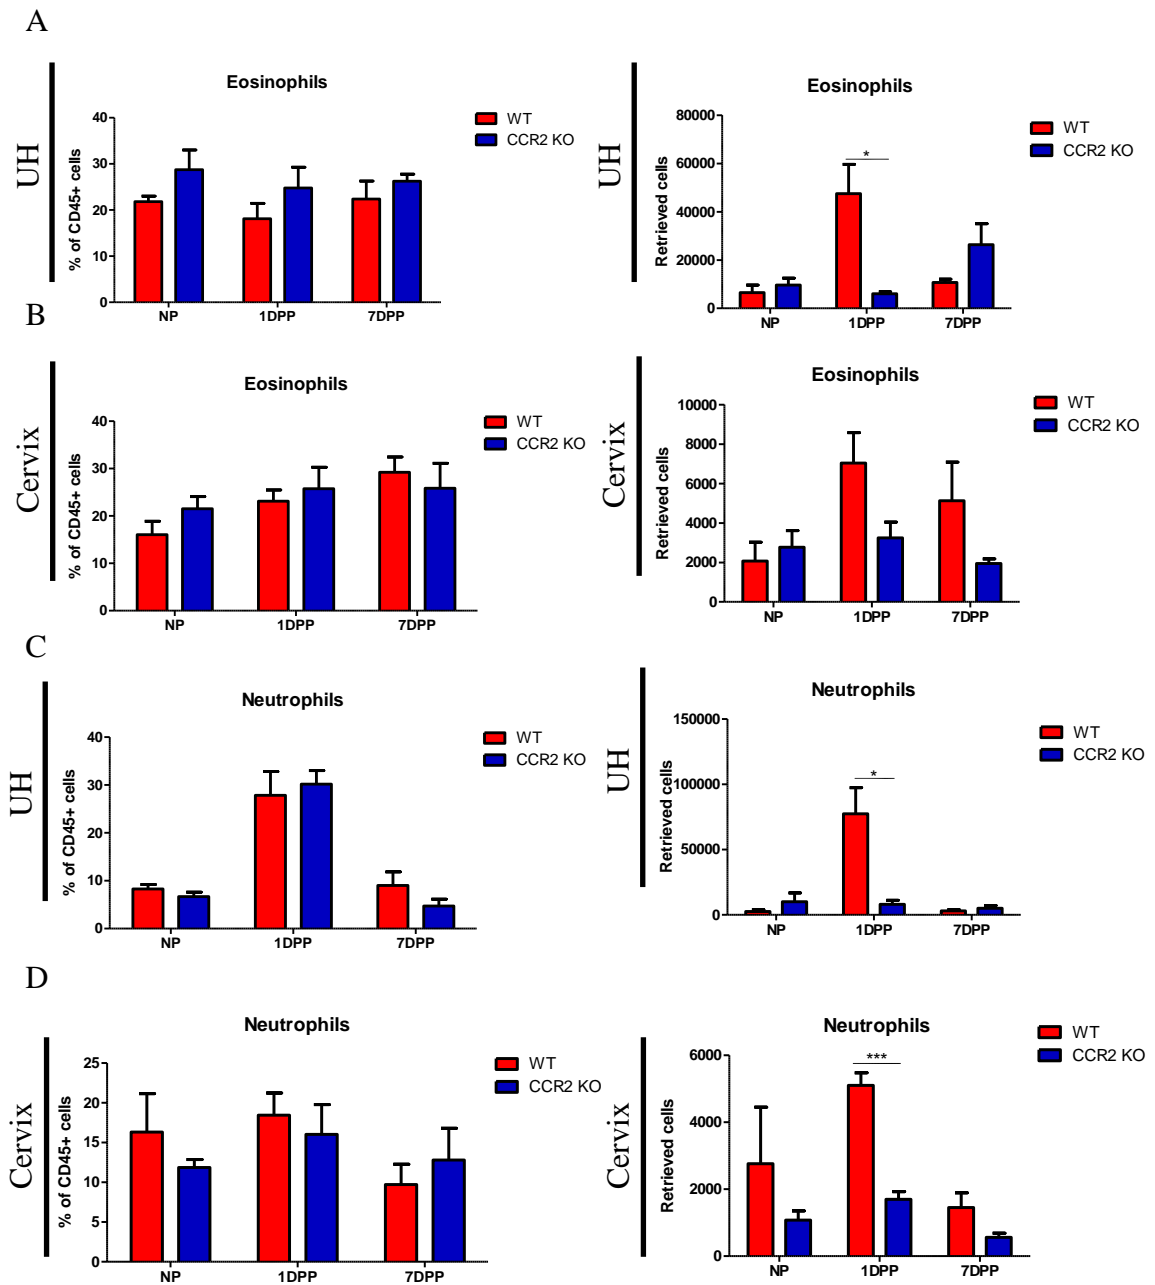 A
UH
Eosinophils
% of CD45+ cells
40
30
20
10
0
NP 1DPP 7DPP
WT
CCR2 KO
UH
Eosinophils
Retrieved cells
80000
60000
40000
20000
0
*
NP 1DPP 7DPP
WT
CCR2 KO
B
Cervix
Eosinophils
% of CD45+ cells
40
30
20
10
0
NP 1DPP 7DPP
WT
CCR2 KO
Cervix
Eosinophils
Retrieved cells
10000
8000
6000
4000
2000
0
NP 1DPP 7DPP
WT
CCR2 KO
C
UH
Neutrophils
% of CD45+ cells
40
30
20
10
0
NP 1DPP 7DPP
WT
CCR2 KO
UH
Neutrophils
Retrieved cells
150000
100000
50000
0
*
NP 1DPP 7DPP
WT
CCR2 KO
D
Cervix
Neutrophils
% of CD45+ cells
25
20
15
10
5
0
NP 1DPP 7DPP
WT
CCR2 KO
Cervix
Neutrophils
Retrieved cells
6000
4000
2000
0
***
NP 1DPP 7DPP
WT
CCR2 KO